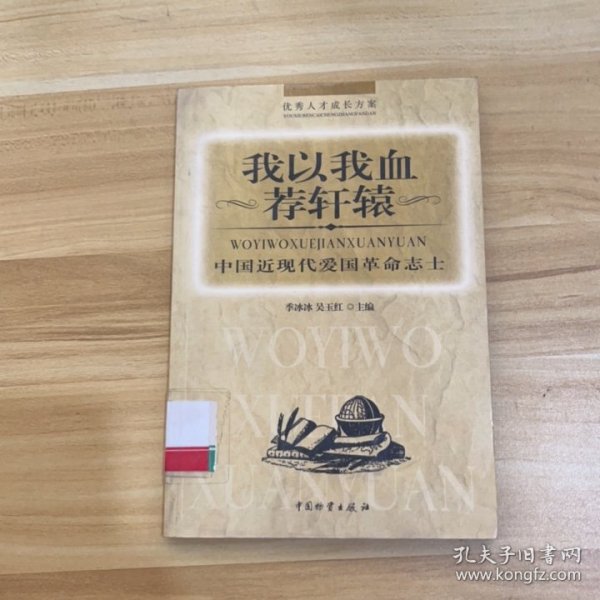 优秀人才成长方案
YOUXIURENCAICHENGZHANGFANGAN
我以我血
荐轩辕
WOYIWOXUEJIANXUANYUAN
中国近现代爱国革命志士
季冰冰 吴玉红 ◎主编
WOYIWO
XUEJIAN
XUANYUAN
中国物资出版社
孔夫子旧书网
www.kongfz.com